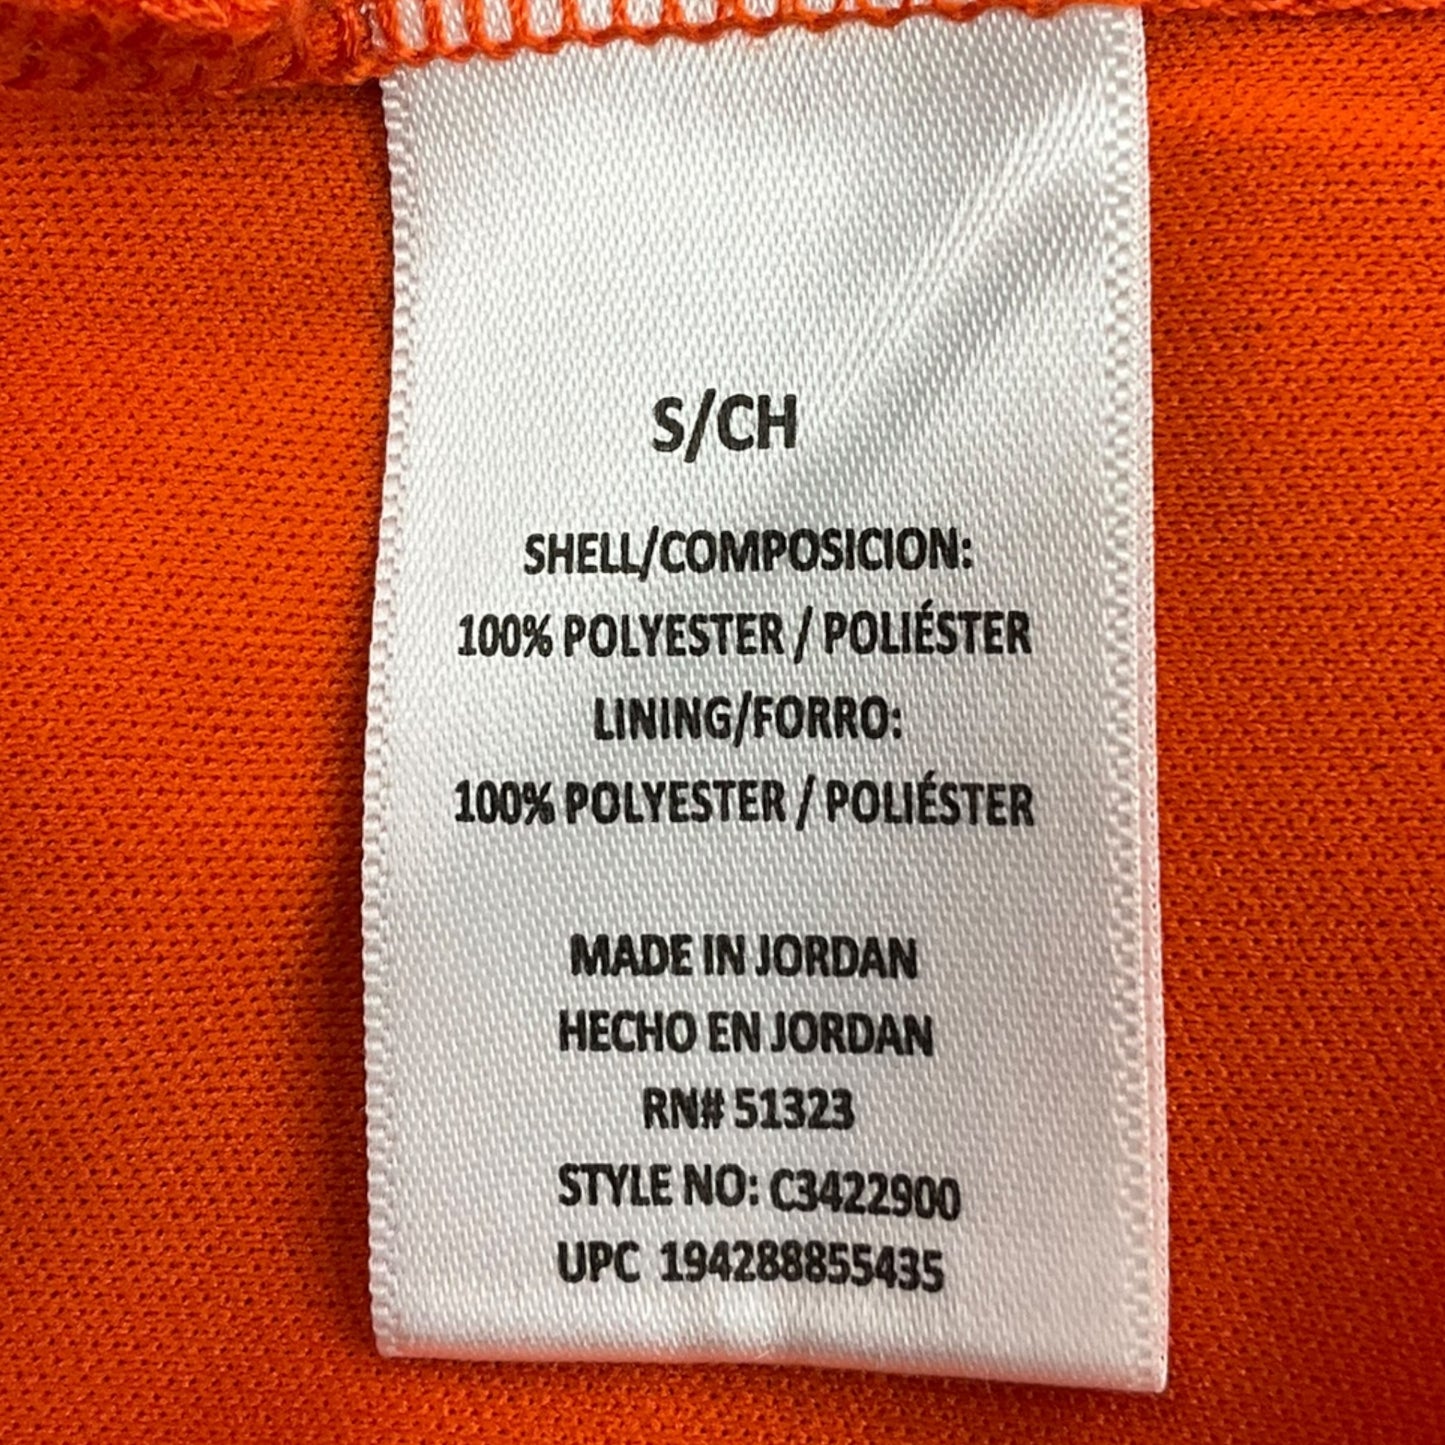 S/CH
SHELL/COMPOSICION:
100% POLYESTER / POLIÉSTER
LINING/FORRO:
100% POLYESTER / POLIÉSTER
MADE IN JORDAN
HECHO EN JORDAN
RN# 51323
STYLE NO: C3422900
UPC 194288855435